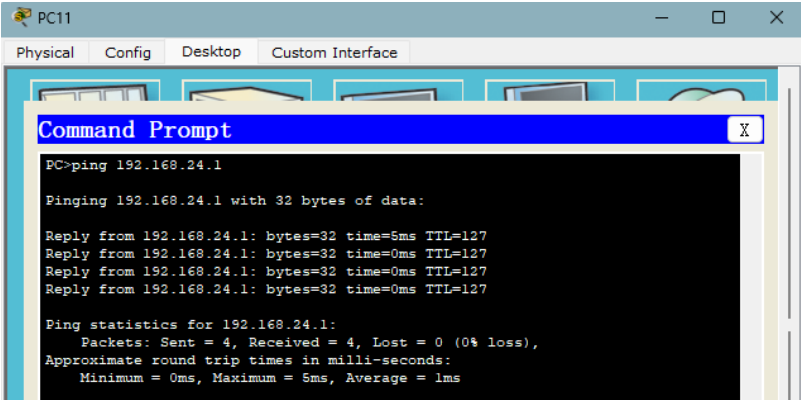 PC11
Physical Config Desktop Custom Interface
Command Prompt
X
PC>ping 192.168.24.1
Pinging 192.168.24.1 with 32 bytes of data:
Reply from 192.168.24.1: bytes=32 time=5ms TTL=127
Reply from 192.168.24.1: bytes=32 time=0ms TTL=127
Reply from 192.168.24.1: bytes=32 time=0ms TTL=127
Reply from 192.168.24.1: bytes=32 time=0ms TTL=127
Ping statistics for 192.168.24.1:
Packets: Sent = 4, Received = 4, Lost = 0 (0% loss),
Approximate round trip times in milli-seconds:
Minimum = 0ms, Maximum = 5ms, Average = 1ms